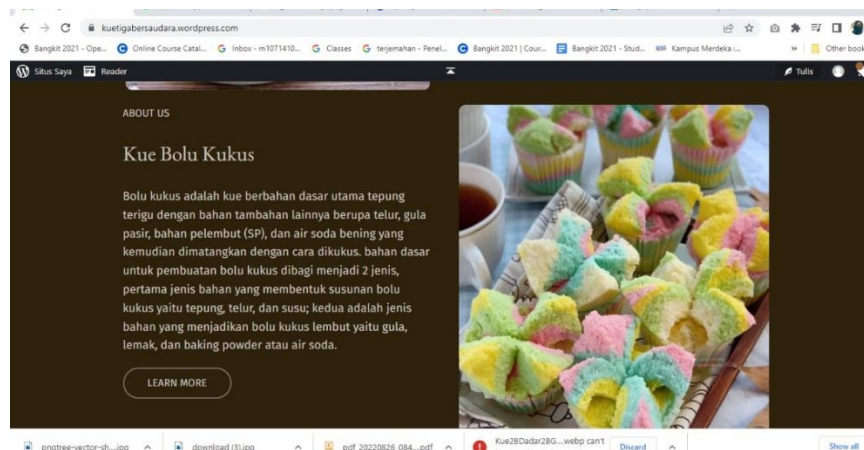 kuetigabersaudara.wordpress.com
Bangkit 2021 - Ope... Online Course Catal... Inbox - m1071410... Classes terjemahan - Penel... Bangkit 2021 | Cour... Bangkit 2021 - Stud... Kampus Merdeka :... » Other book
Situs Saya Reader Tulis
ABOUT US
Kue Bolu Kukus
Bolu kukus adalah kue berbahan dasar utama tepung
terigu dengan bahan tambahan lainnya berupa telur, gula
pasir, bahan pelembut (SP), dan air soda bening yang
kemudian dimatangkan dengan cara dikukus. bahan dasar
untuk pembuatan bolu kukus dibagi menjadi 2 jenis,
pertama jenis bahan yang membentuk susunan bolu
kukus yaitu tepung, telur, dan susu; kedua adalah jenis
bahan yang menjadikan bolu kukus lembut yaitu gula,
lemak, dan baking powder atau air soda.
LEARN MORE
pngtree-vector-sh....jpg download (3).jpg pdf_20220826_084....pdf Kue2BDadar2BG....webp can't Discard Show all